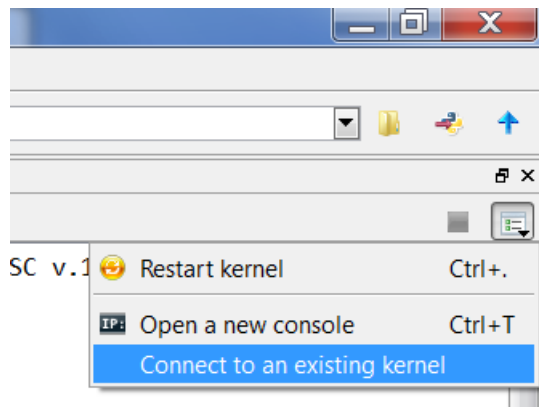 SC v.1
Restart kernel Ctrl+.
IP: Open a new console Ctrl+T
Connect to an existing kernel